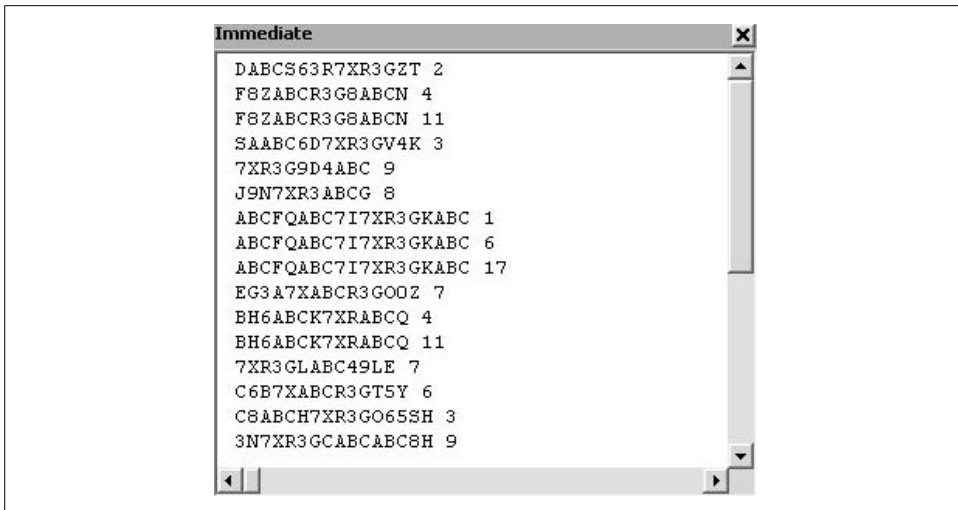 Immediate
DABCS63R7XR3GZT 2
F8ZABCR3G8ABCN 4
F8ZABCR3G8ABCN 11
SAABC6D7XR3GV4K 3
7XR3G9D4ABC 9
J9N7XR3ABCG 8
ABCFQABC7I7XR3GKABC 1
ABCFQABC7I7XR3GKABC 6
ABCFQABC7I7XR3GKABC 17
EG3A7XABCR3GOOZ 7
BH6ABCK7XRABCQ 4
BH6ABCK7XRABCQ 11
7XR3GLABC49LE 7
C6B7XABCR3GT5Y 6
C8ABCH7XR3GO65SH 3
3N7XR3GCABCABC8H 9